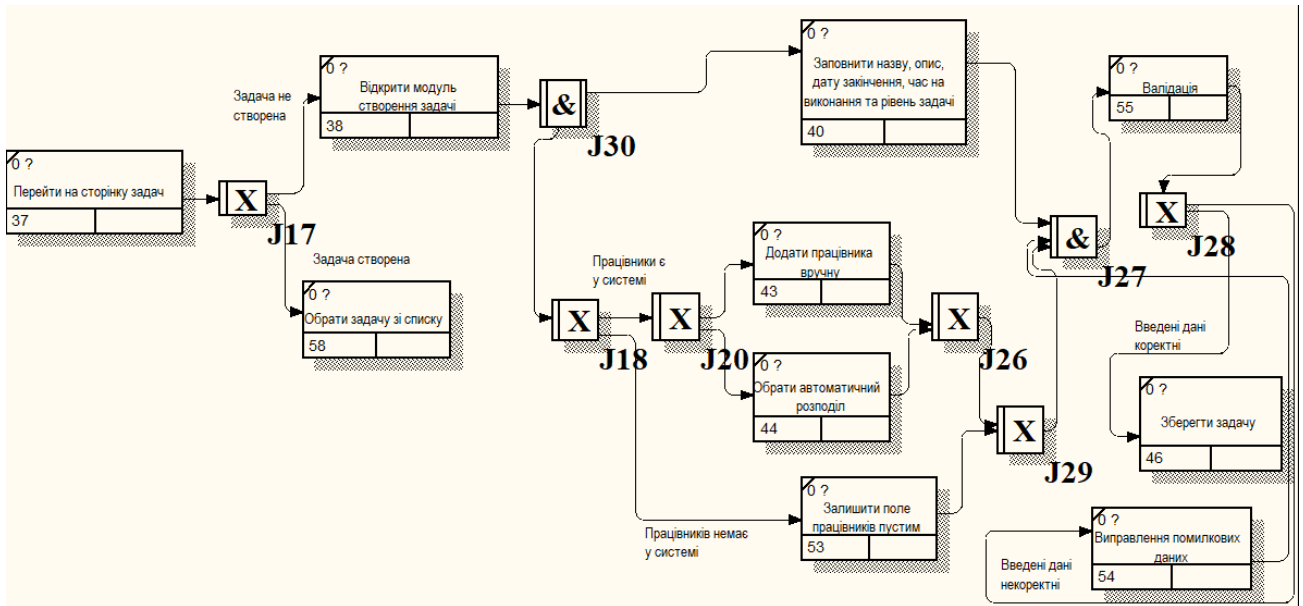 0 ?
Перейти на сторінку задач
37
X
J17
Задача не
створена
0 ?
Відкрити модуль
створення задачі
38
&
J30
Задача створена
0 ?
Обрати задачу зі списку
58
0 ?
Заповнити назву, опис,
дату закінчення, час на
виконання та рівень задачі
40
X
J18
Працівники є
у системі
X
J20
0 ?
Додати працівника
вручну
43
0 ?
Обрати автоматичний
розподіл
44
X
J26
Працівників немає
у системі
0 ?
Залишити поле
працівників пустим
53
X
J29
&
J27
0 ?
Валідація
55
X
J28
Введені дані
коректні
0 ?
Зберегти задачу
46
Введені дані
некоректні
0 ?
Виправлення помилкових
даних
54